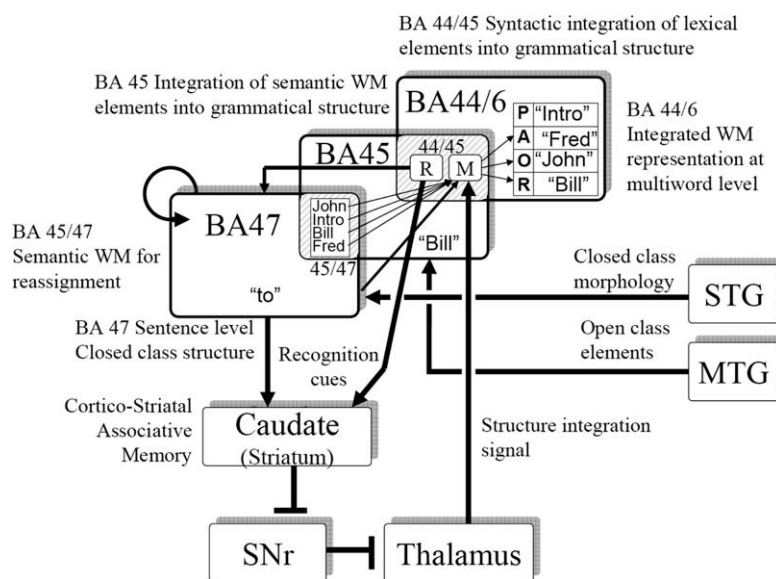 BA 44/45 Syntactic integration of lexical
elements into grammatical structure
BA 45 Integration of semantic WM
elements into grammatical structure
BA44/6
P "Intro"
A "Fred"
O "John"
R "Bill"
BA 44/6
Integrated WM
representation at
multiword level
BA45
44/45
R
M
John
Intro
Bill
Fred
45/47
"Bill"
BA47
"to"
BA 45/47
Semantic WM for
reassignment
BA 47 Sentence level
Closed class structure
Closed class
morphology
STG
Open class
elements
MTG
Recognition
cues
Cortico-Striatal
Associative
Memory
Caudate
(Striatum)
Structure integration
signal
SNr
Thalamus